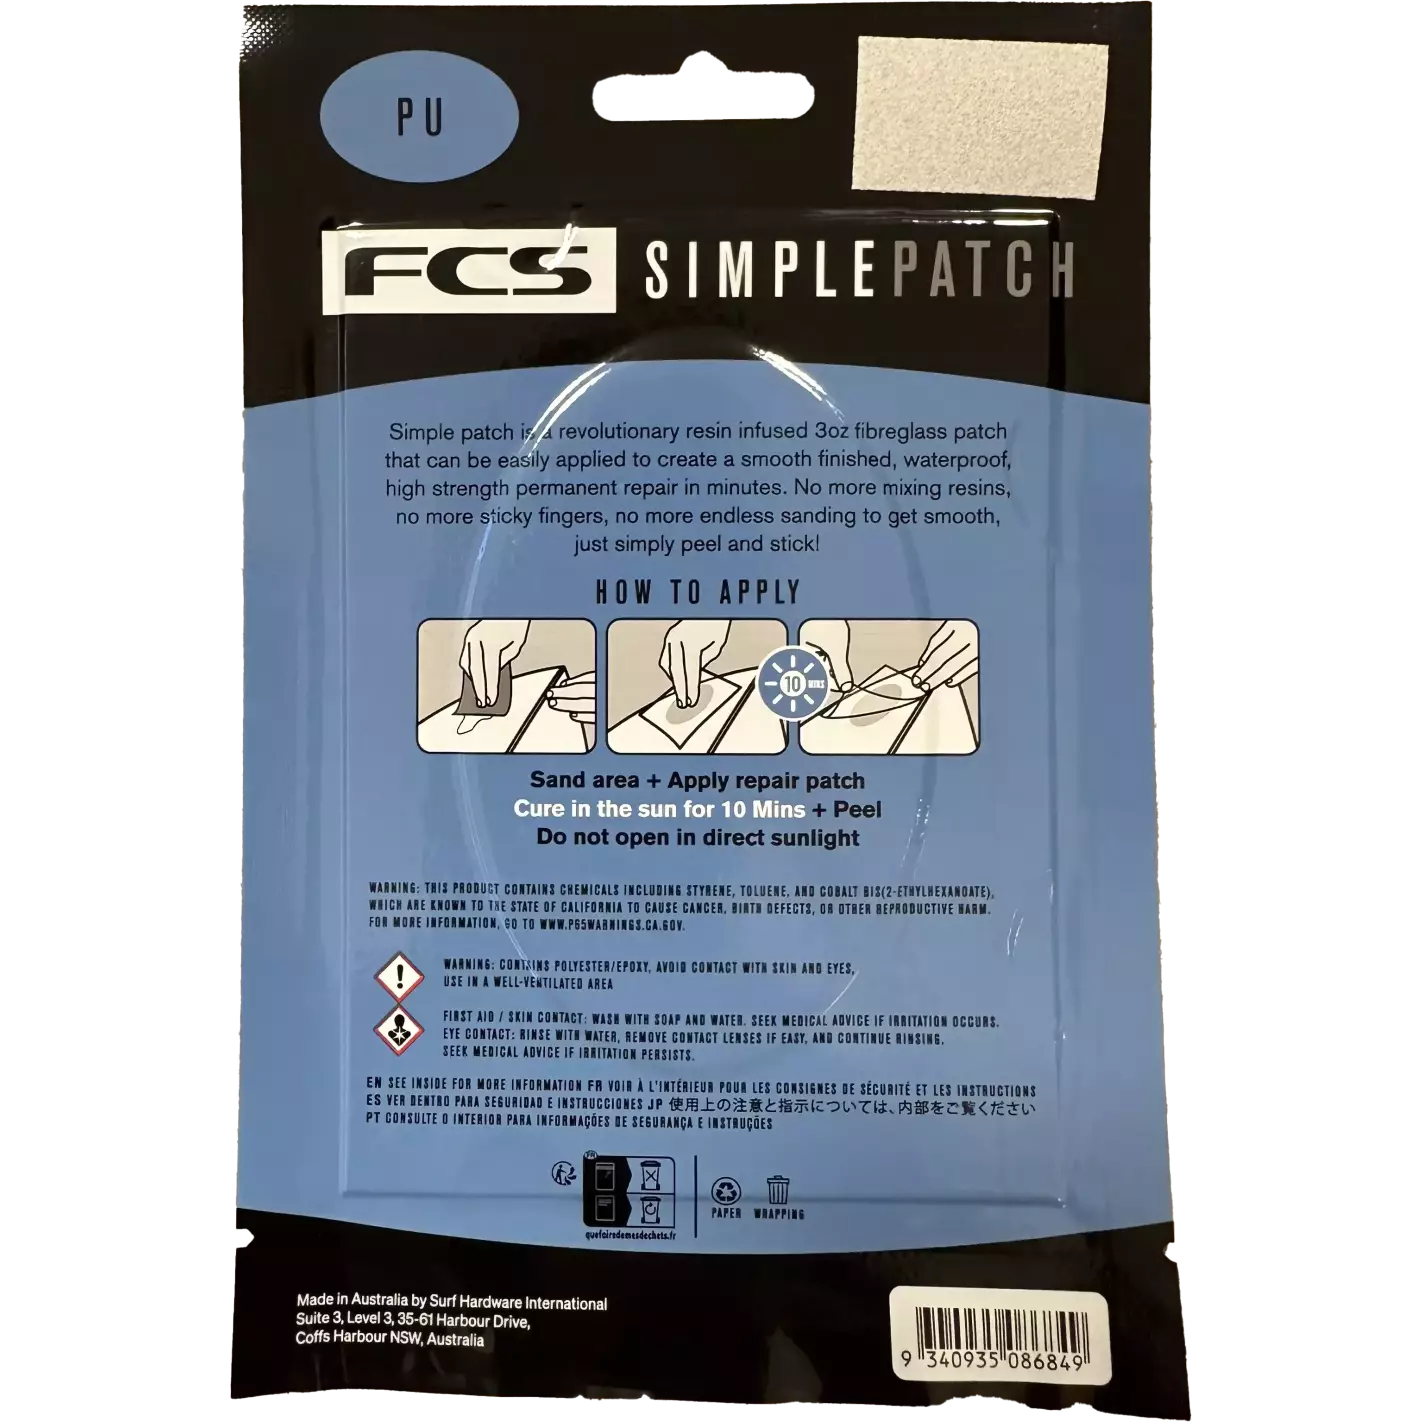 PU
FCS SIMPLEPATCH
Simple patch is a revolutionary resin infused 3oz fibreglass patch
that can be easily applied to create a smooth finished, waterproof,
high strength permanent repair in minutes. No more mixing resins,
no more sticky fingers, no more endless sanding to get smooth,
just simply peel and stick!
HOW TO APPLY
10 MINS
Sand area + Apply repair patch
Cure in the sun for 10 Mins + Peel
Do not open in direct sunlight
WARNING: THIS PRODUCT CONTAINS CHEMICALS INCLUDING STYRENE, TOLUENE, AND COBALT BIS(2-ETHYLHEXANOATE),
WHICH ARE KNOWN TO THE STATE OF CALIFORNIA TO CAUSE CANCER, BIRTH DEFECTS, OR OTHER REPRODUCTIVE HARM.
FOR MORE INFORMATION, GO TO WWW.P65WARNINGS.CA.GOV.
WARNING: CONTAINS POLYESTER/EPOXY, AVOID CONTACT WITH SKIN AND EYES,
USE IN A WELL-VENTILATED AREA
FIRST AID / SKIN CONTACT: WASH WITH SOAP AND WATER. SEEK MEDICAL ADVICE IF IRRITATION OCCURS.
EYE CONTACT: RINSE WITH WATER, REMOVE CONTACT LENSES IF EASY, AND CONTINUE RINSING.
SEEK MEDICAL ADVICE IF IRRITATION PERSISTS.
EN SEE INSIDE FOR MORE INFORMATION FR VOIR À L'INTÉRIEUR POUR LES CONSIGNES DE SÉCURITÉ ET LES INSTRUCTIONS
ES VER DENTRO PARA SEGURIDAD E INSTRUCCIONES JP 使用上の注意と指示については、内部をご覧ください
PT CONSULTE O INTERIOR PARA INFORMAÇÕES DE SEGURANÇA E INSTRUÇÕES
FR
PAPER WRAPPING
quefairedemesdechets.fr
Made in Australia by Surf Hardware International
Suite 3, Level 3, 35-61 Harbour Drive,
Coffs Harbour NSW, Australia
9 340935 086849